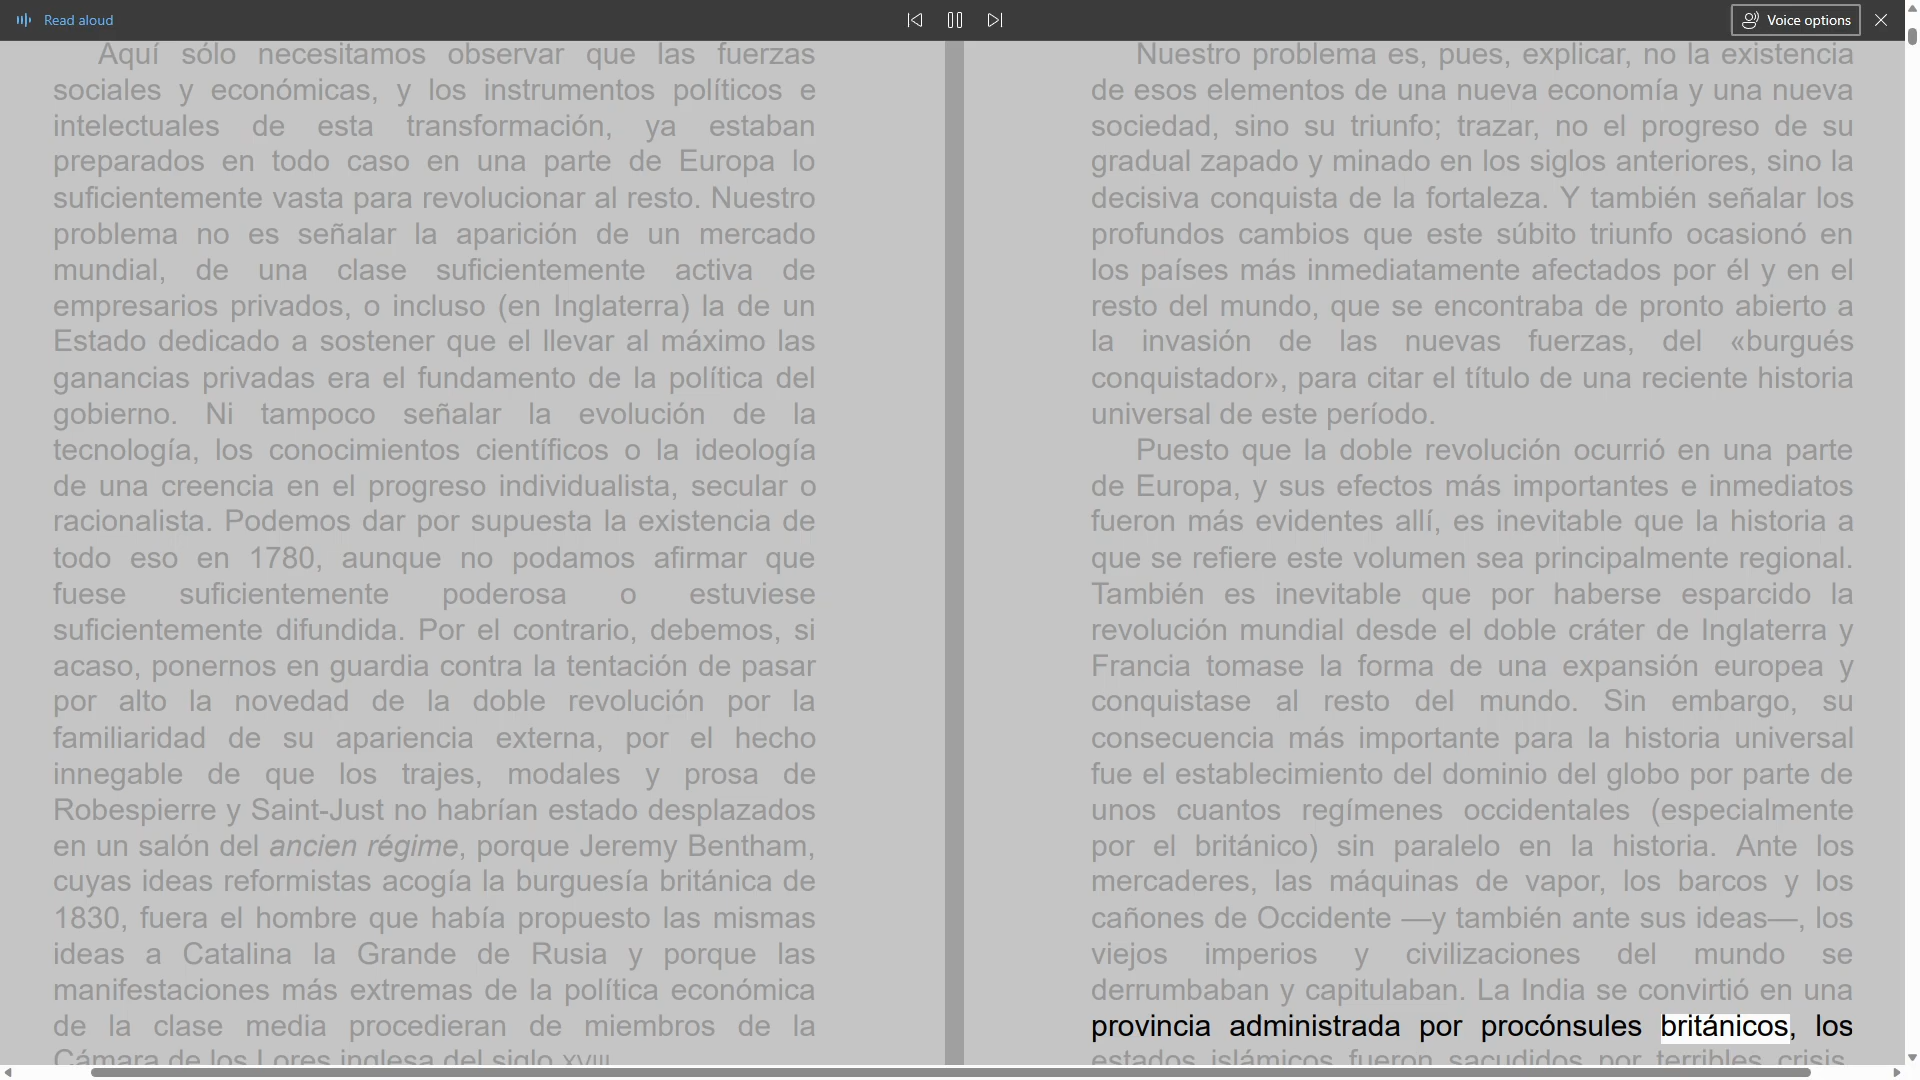 Read aloud
Voice options
Aquí sólo necesitamos observar que las fuerzas
sociales y económicas, y los instrumentos políticos e
intelectuales de esta transformación, ya estaban
preparados en todo caso en una parte de Europa lo
suficientemente vasta para revolucionar al resto. Nuestro
problema no es señalar la aparición de un mercado
mundial, de una clase suficientemente activa de
empresarios privados, o incluso (en Inglaterra) la de un
Estado dedicado a sostener que el llevar al máximo las
ganancias privadas era el fundamento de la política del
gobierno. Ni tampoco señalar la evolución de la
tecnología, los conocimientos científicos o la ideología
de una creencia en el progreso individualista, secular o
racionalista. Podemos dar por supuesta la existencia de
todo eso en 1780, aunque no podamos afirmar que
fuese suficientemente poderosa o estuviese
suficientemente difundida. Por el contrario, debemos, si
acaso, ponernos en guardia contra la tentación de pasar
por alto la novedad de la doble revolución por la
familiaridad de su apariencia externa, por el hecho
innegable de que los trajes, modales y prosa de
Robespierre y Saint-Just no habrían estado desplazados
en un salón del ancien régime, porque Jeremy Bentham,
cuyas ideas reformistas acogía la burguesía británica de
1830, fuera el hombre que había propuesto las mismas
ideas a Catalina la Grande de Rusia y porque las
manifestaciones más extremas de la política económica
de la clase media procedieran de miembros de la
Cámara de los Lores inglesa del siglo XVIII.
Nuestro problema es, pues, explicar, no la existencia
de esos elementos de una nueva economía y una nueva
sociedad, sino su triunfo; trazar, no el progreso de su
gradual zapado y minado en los siglos anteriores, sino la
decisiva conquista de la fortaleza. Y también señalar los
profundos cambios que este súbito triunfo ocasionó en
los países más inmediatamente afectados por él y en el
resto del mundo, que se encontraba de pronto abierto a
la invasión de las nuevas fuerzas, del «burgués
conquistador», para citar el título de una reciente historia
universal de este período.
Puesto que la doble revolución ocurrió en una parte
de Europa, y sus efectos más importantes e inmediatos
fueron más evidentes allí, es inevitable que la historia a
que se refiere este volumen sea principalmente regional.
También es inevitable que por haberse esparcido la
revolución mundial desde el doble cráter de Inglaterra y
Francia tomase la forma de una expansión europea y
conquistase al resto del mundo. Sin embargo, su
consecuencia más importante para la historia universal
fue el establecimiento del dominio del globo por parte de
unos cuantos regímenes occidentales (especialmente
por el británico) sin paralelo en la historia. Ante los
mercaderes, las máquinas de vapor, los barcos y los
cañones de Occidente —y también ante sus ideas—, los
viejos imperios y civilizaciones del mundo se
derrumbaban y capitulaban. La India se convirtió en una
provincia administrada por procónsules británicos, los
estados islámicos fueron sacudidos por terribles crisis,